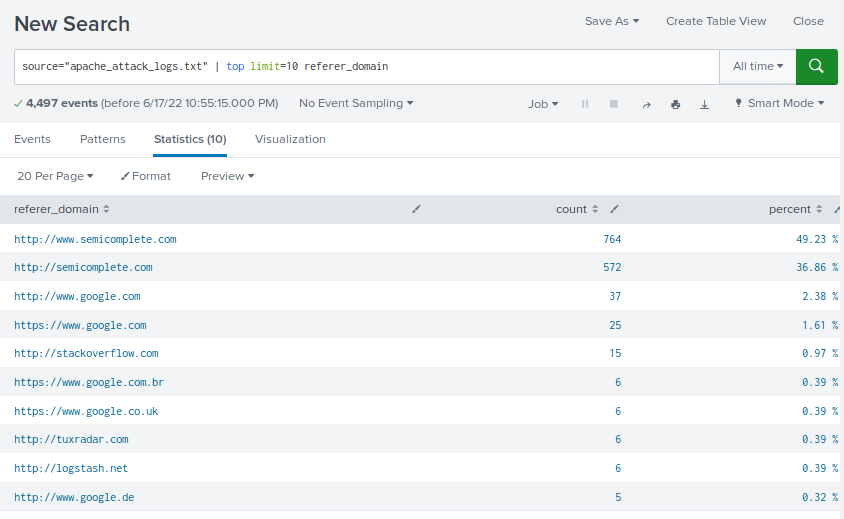 New Search
Save As Create Table View Close
source="apache_attack_logs.txt" | top limit=10 referer_domain
All time
4,497 events (before 6/17/22 10:55:15.000 PM) No Event Sampling Job Smart Mode
Events Patterns Statistics (10) Visualization
20 Per Page Format Preview
referer_domain count percent
http://www.semicomplete.com 764 49.23 %
http://semicomplete.com 572 36.86 %
http://www.google.com 37 2.38 %
https://www.google.com 25 1.61 %
http://stackoverflow.com 15 0.97 %
https://www.google.com.br 6 0.39 %
https://www.google.co.uk 6 0.39 %
http://tuxradar.com 6 0.39 %
http://logstash.net 6 0.39 %
http://www.google.de 5 0.32 %